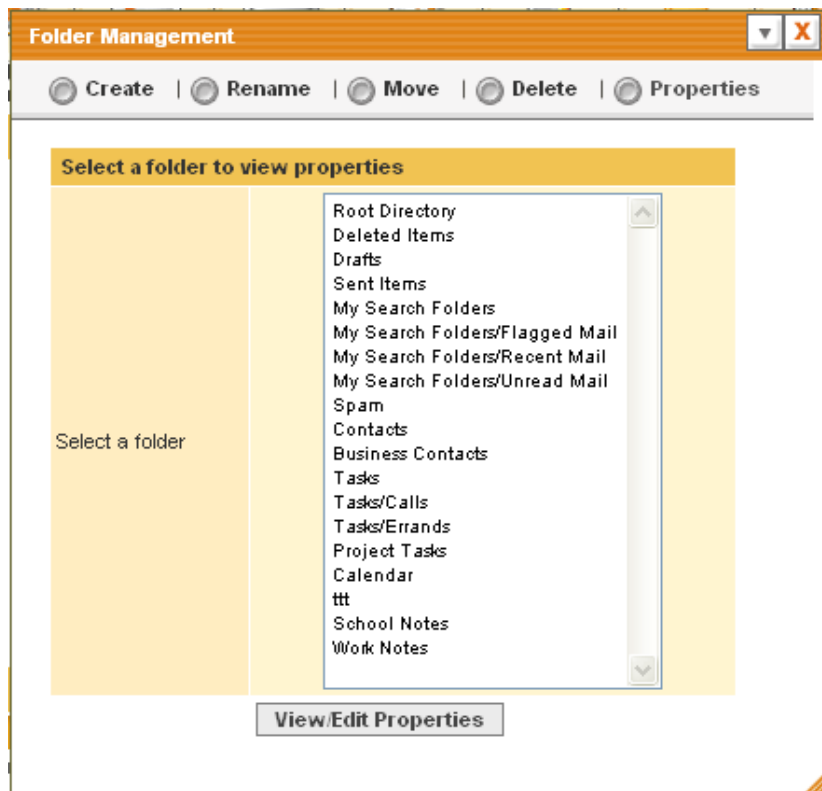 Folder Management
Create | Rename | Move | Delete | Properties
Select a folder to view properties
Root Directory
Deleted Items
Drafts
Sent Items
My Search Folders
My Search Folders/Flagged Mail
My Search Folders/Recent Mail
My Search Folders/Unread Mail
Spam
Contacts
Select a folder
Business Contacts
Tasks
Tasks/Calls
Tasks/Errands
Project Tasks
Calendar
ttt
School Notes
Work Notes
View/Edit Properties